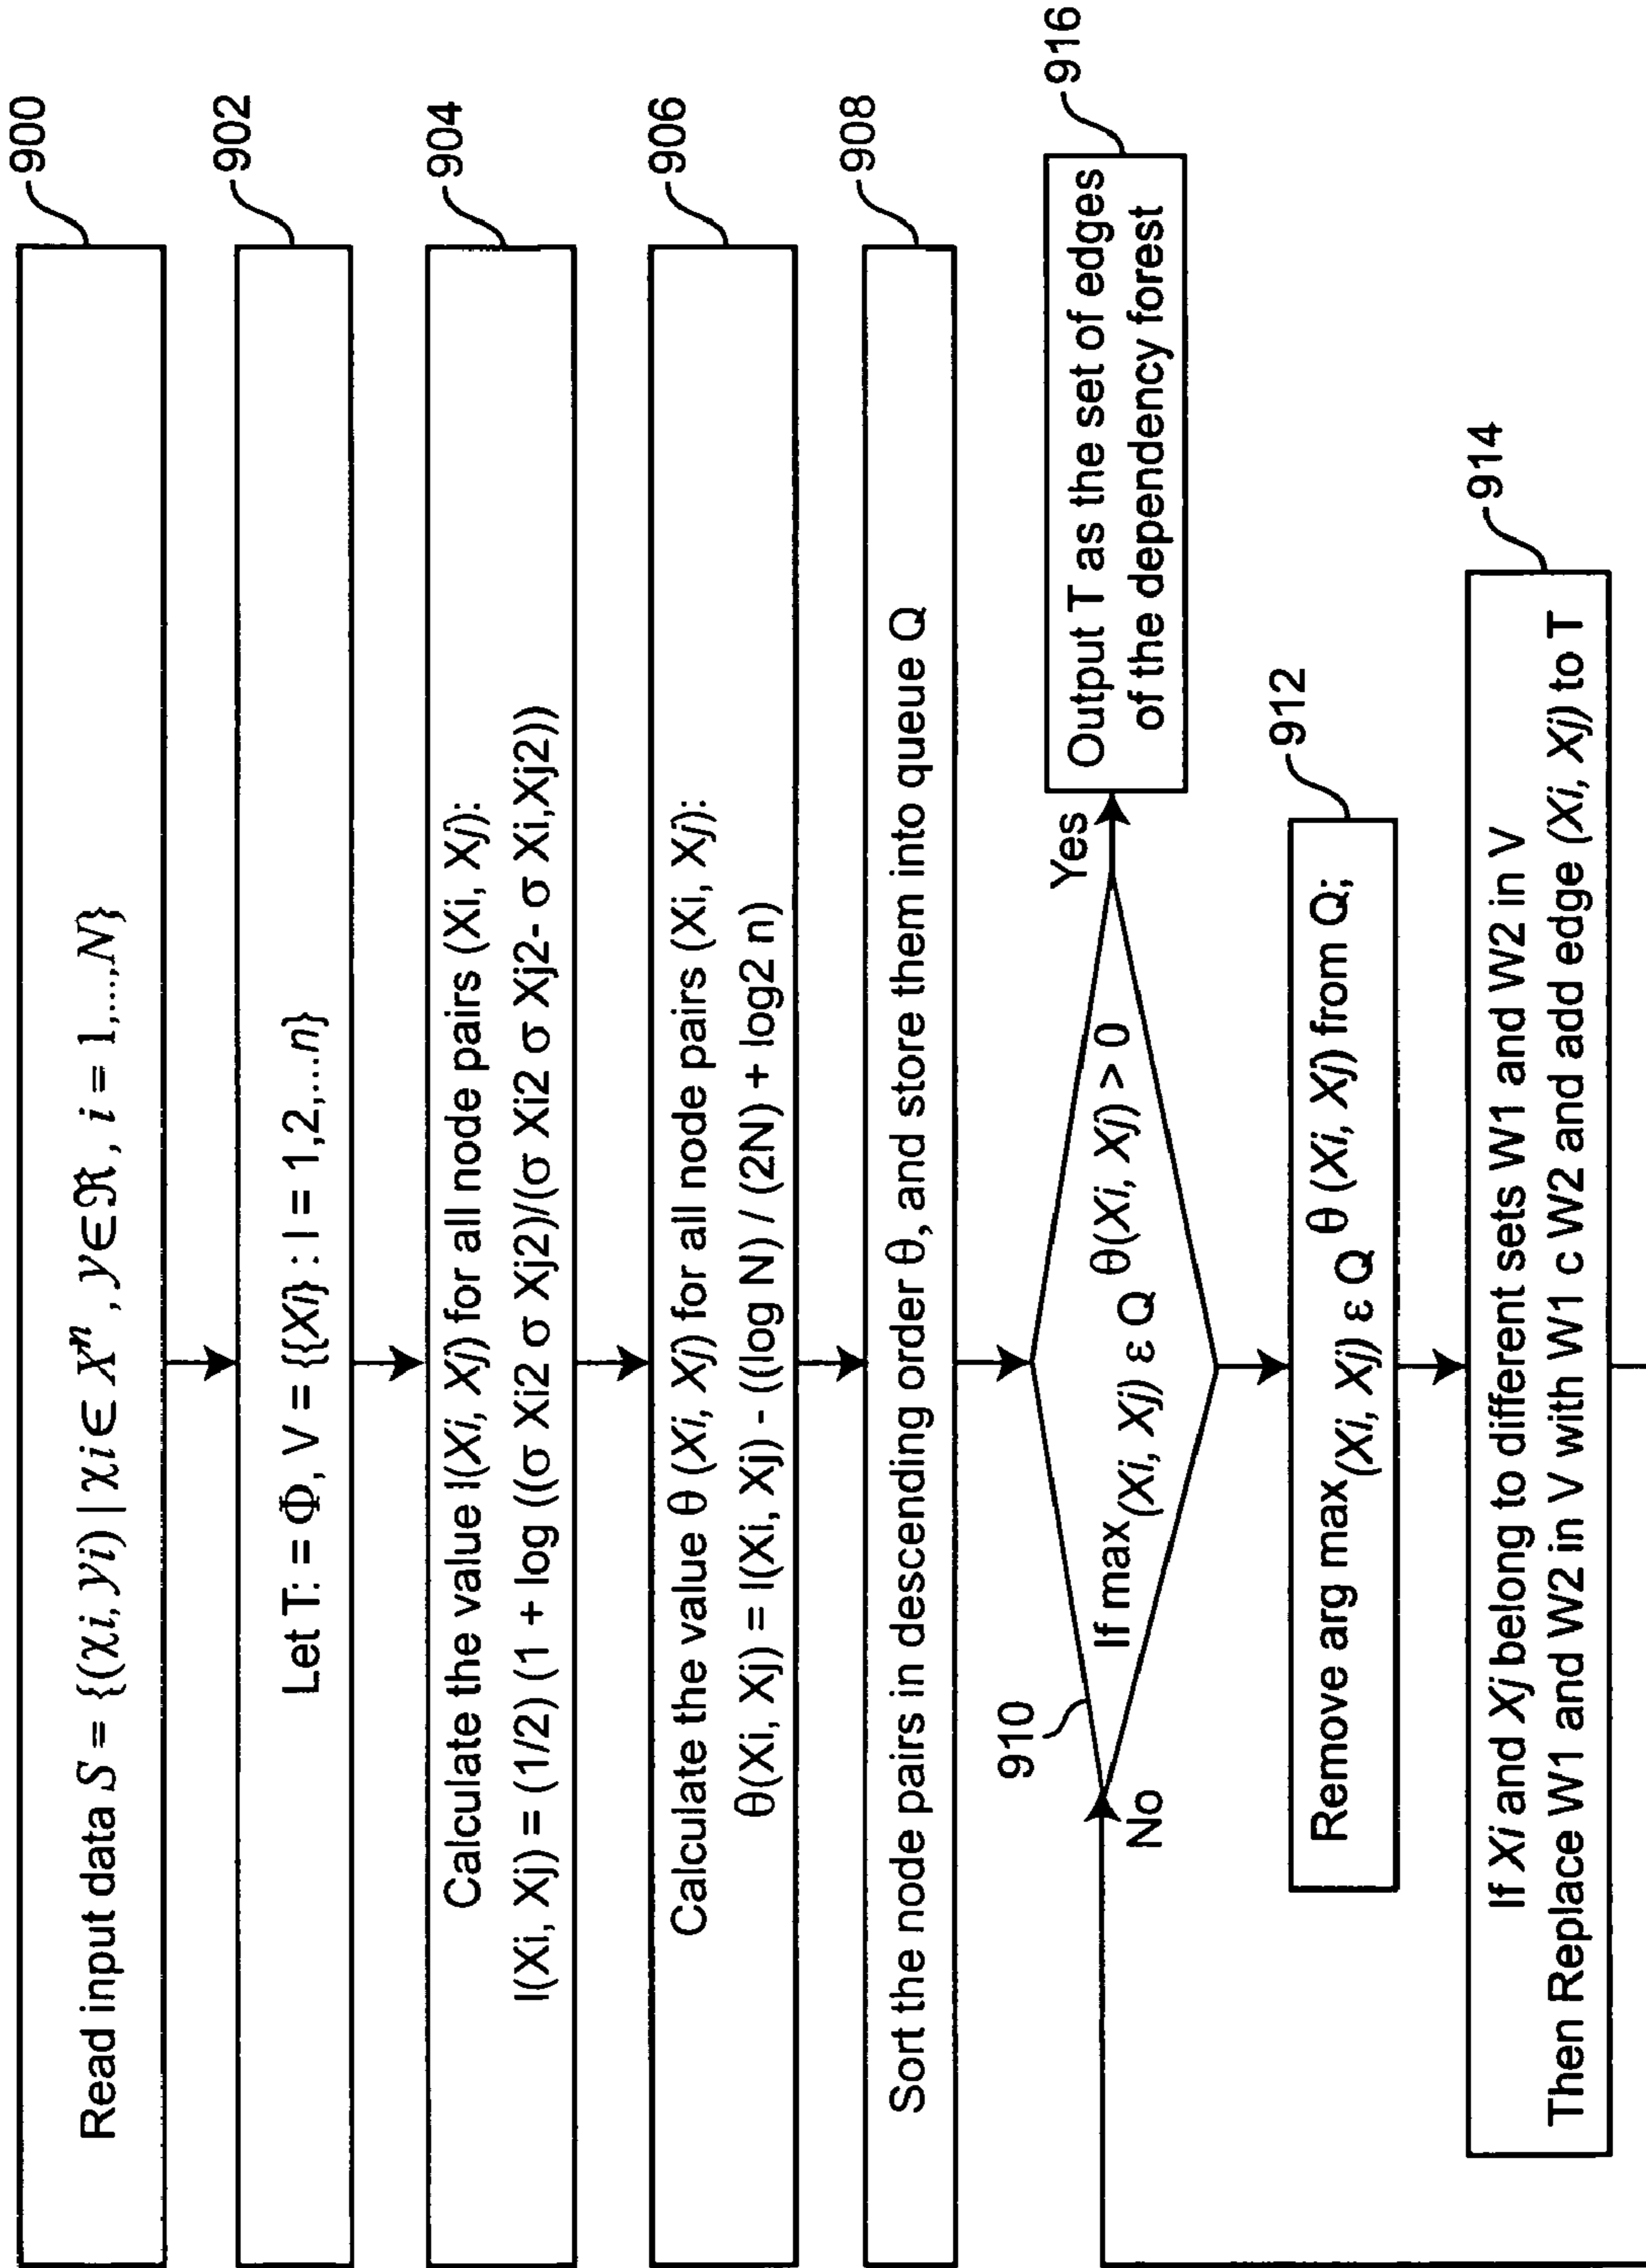 900
Read input data S = {(χi, yi) | χi ∈ X^n, y∈ℜ, i = 1,...,N}
902
Let T: = Φ, V = {{Xi} : I = 1,2,...n}
904
Calculate the value I(Xi, Xj) for all node pairs (Xi, Xj):
I(Xi, Xj) = (1/2) (1 + log ((σ Xi2 σ Xj2)/(σ Xi2 σ Xj2- σ Xi,Xj2)))
906
Calculate the value θ (Xi, Xj) for all node pairs (Xi, Xj):
θ(Xi, Xj) = I(Xi, Xj) - ((log N) / (2N) + log2 n)
908
Sort the node pairs in descending order θ, and store them into queue Q
910
If max(Xi, Xj) ε Q θ(Xi, Xj) > 0
Yes
No
916
Output T as the set of edges
of the dependency forest
912
Remove arg max(Xi, Xj) ε Q θ (Xi, Xj) from Q;
914
If Xi and Xj belong to different sets W1 and W2 in V
Then Replace W1 and W2 in V with W1 c W2 and add edge (Xi, Xj) to T